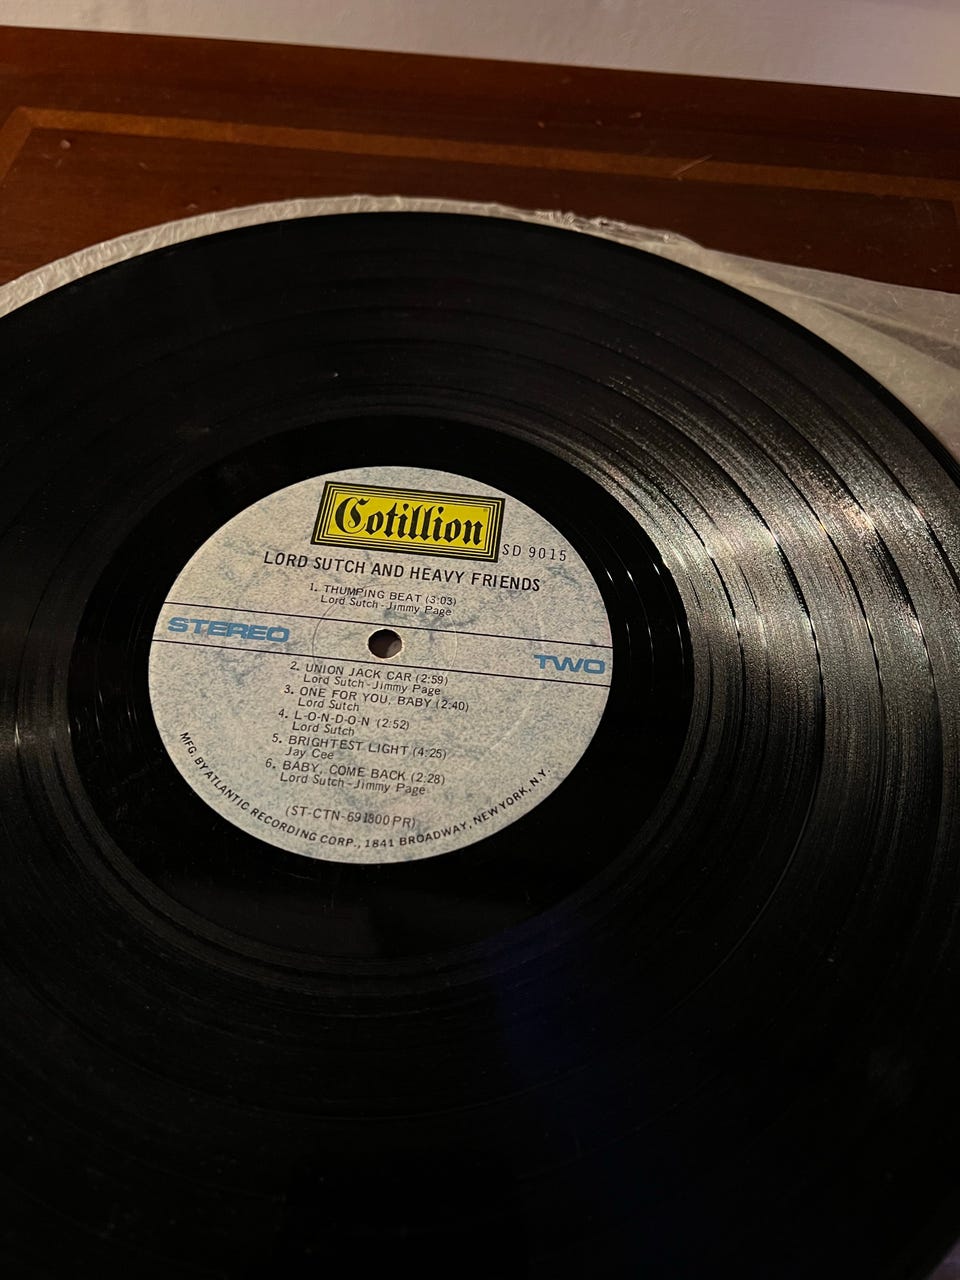 Cotillion
SD 9015
LORD SUTCH AND HEAVY FRIENDS
1. THUMPING BEAT (3:03)
Lord Sutch-Jimmy Page
STEREO
TWO
2. UNION JACK CAR (2:59)
Lord Sutch-Jimmy Page
3. ONE FOR YOU, BABY (2:40)
Lord Sutch
4. L-O-N-D-O-N (2:52)
Lord Sutch
5. BRIGHTEST LIGHT (4:25)
Jay Cee
6. BABY, COME BACK (2:28)
Lord Sutch-Jimmy Page
(ST-CTN-691800 PR)
MFG. BY ATLANTIC RECORDING CORP., 1841 BROADWAY, NEW YORK, N.Y.